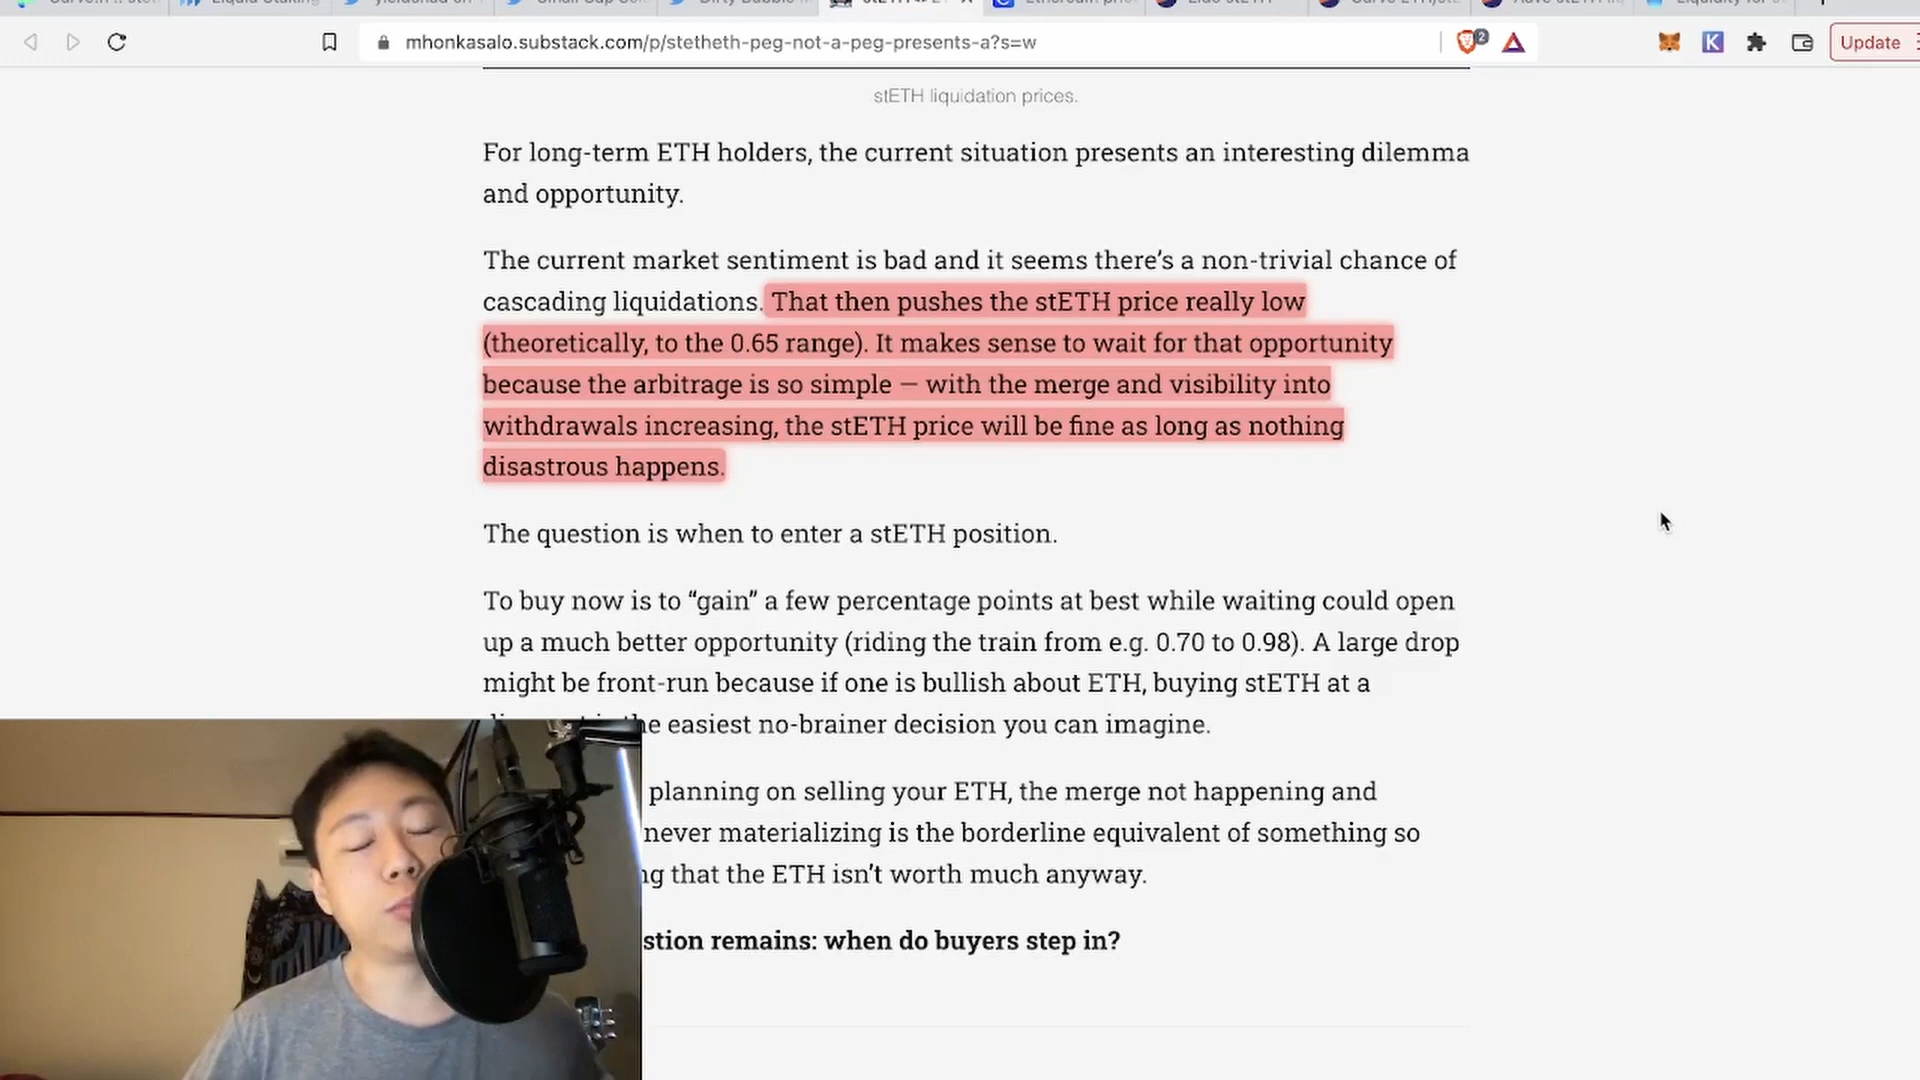 mhonkasalo.substack.com/p/stetheth-peg-not-a-peg-presents-a?s=w
2
K
Update
stETH liquidation prices.
For long-term ETH holders, the current situation presents an interesting dilemma
and opportunity.
The current market sentiment is bad and it seems there's a non-trivial chance of
cascading liquidations. That then pushes the stETH price really low
(theoretically, to the 0.65 range). It makes sense to wait for that opportunity
because the arbitrage is so simple — with the merge and visibility into
withdrawals increasing, the stETH price will be fine as long as nothing
disastrous happens.
The question is when to enter a stETH position.
To buy now is to “gain” a few percentage points at best while waiting could open
up a much better opportunity (riding the train from e.g. 0.70 to 0.98). A large drop
might be front-run because if one is bullish about ETH, buying stETH at a
easiest no-brainer decision you can imagine.
planning on selling your ETH, the merge not happening and
never materializing is the borderline equivalent of something so
that the ETH isn't worth much anyway.
stion remains: when do buyers step in?